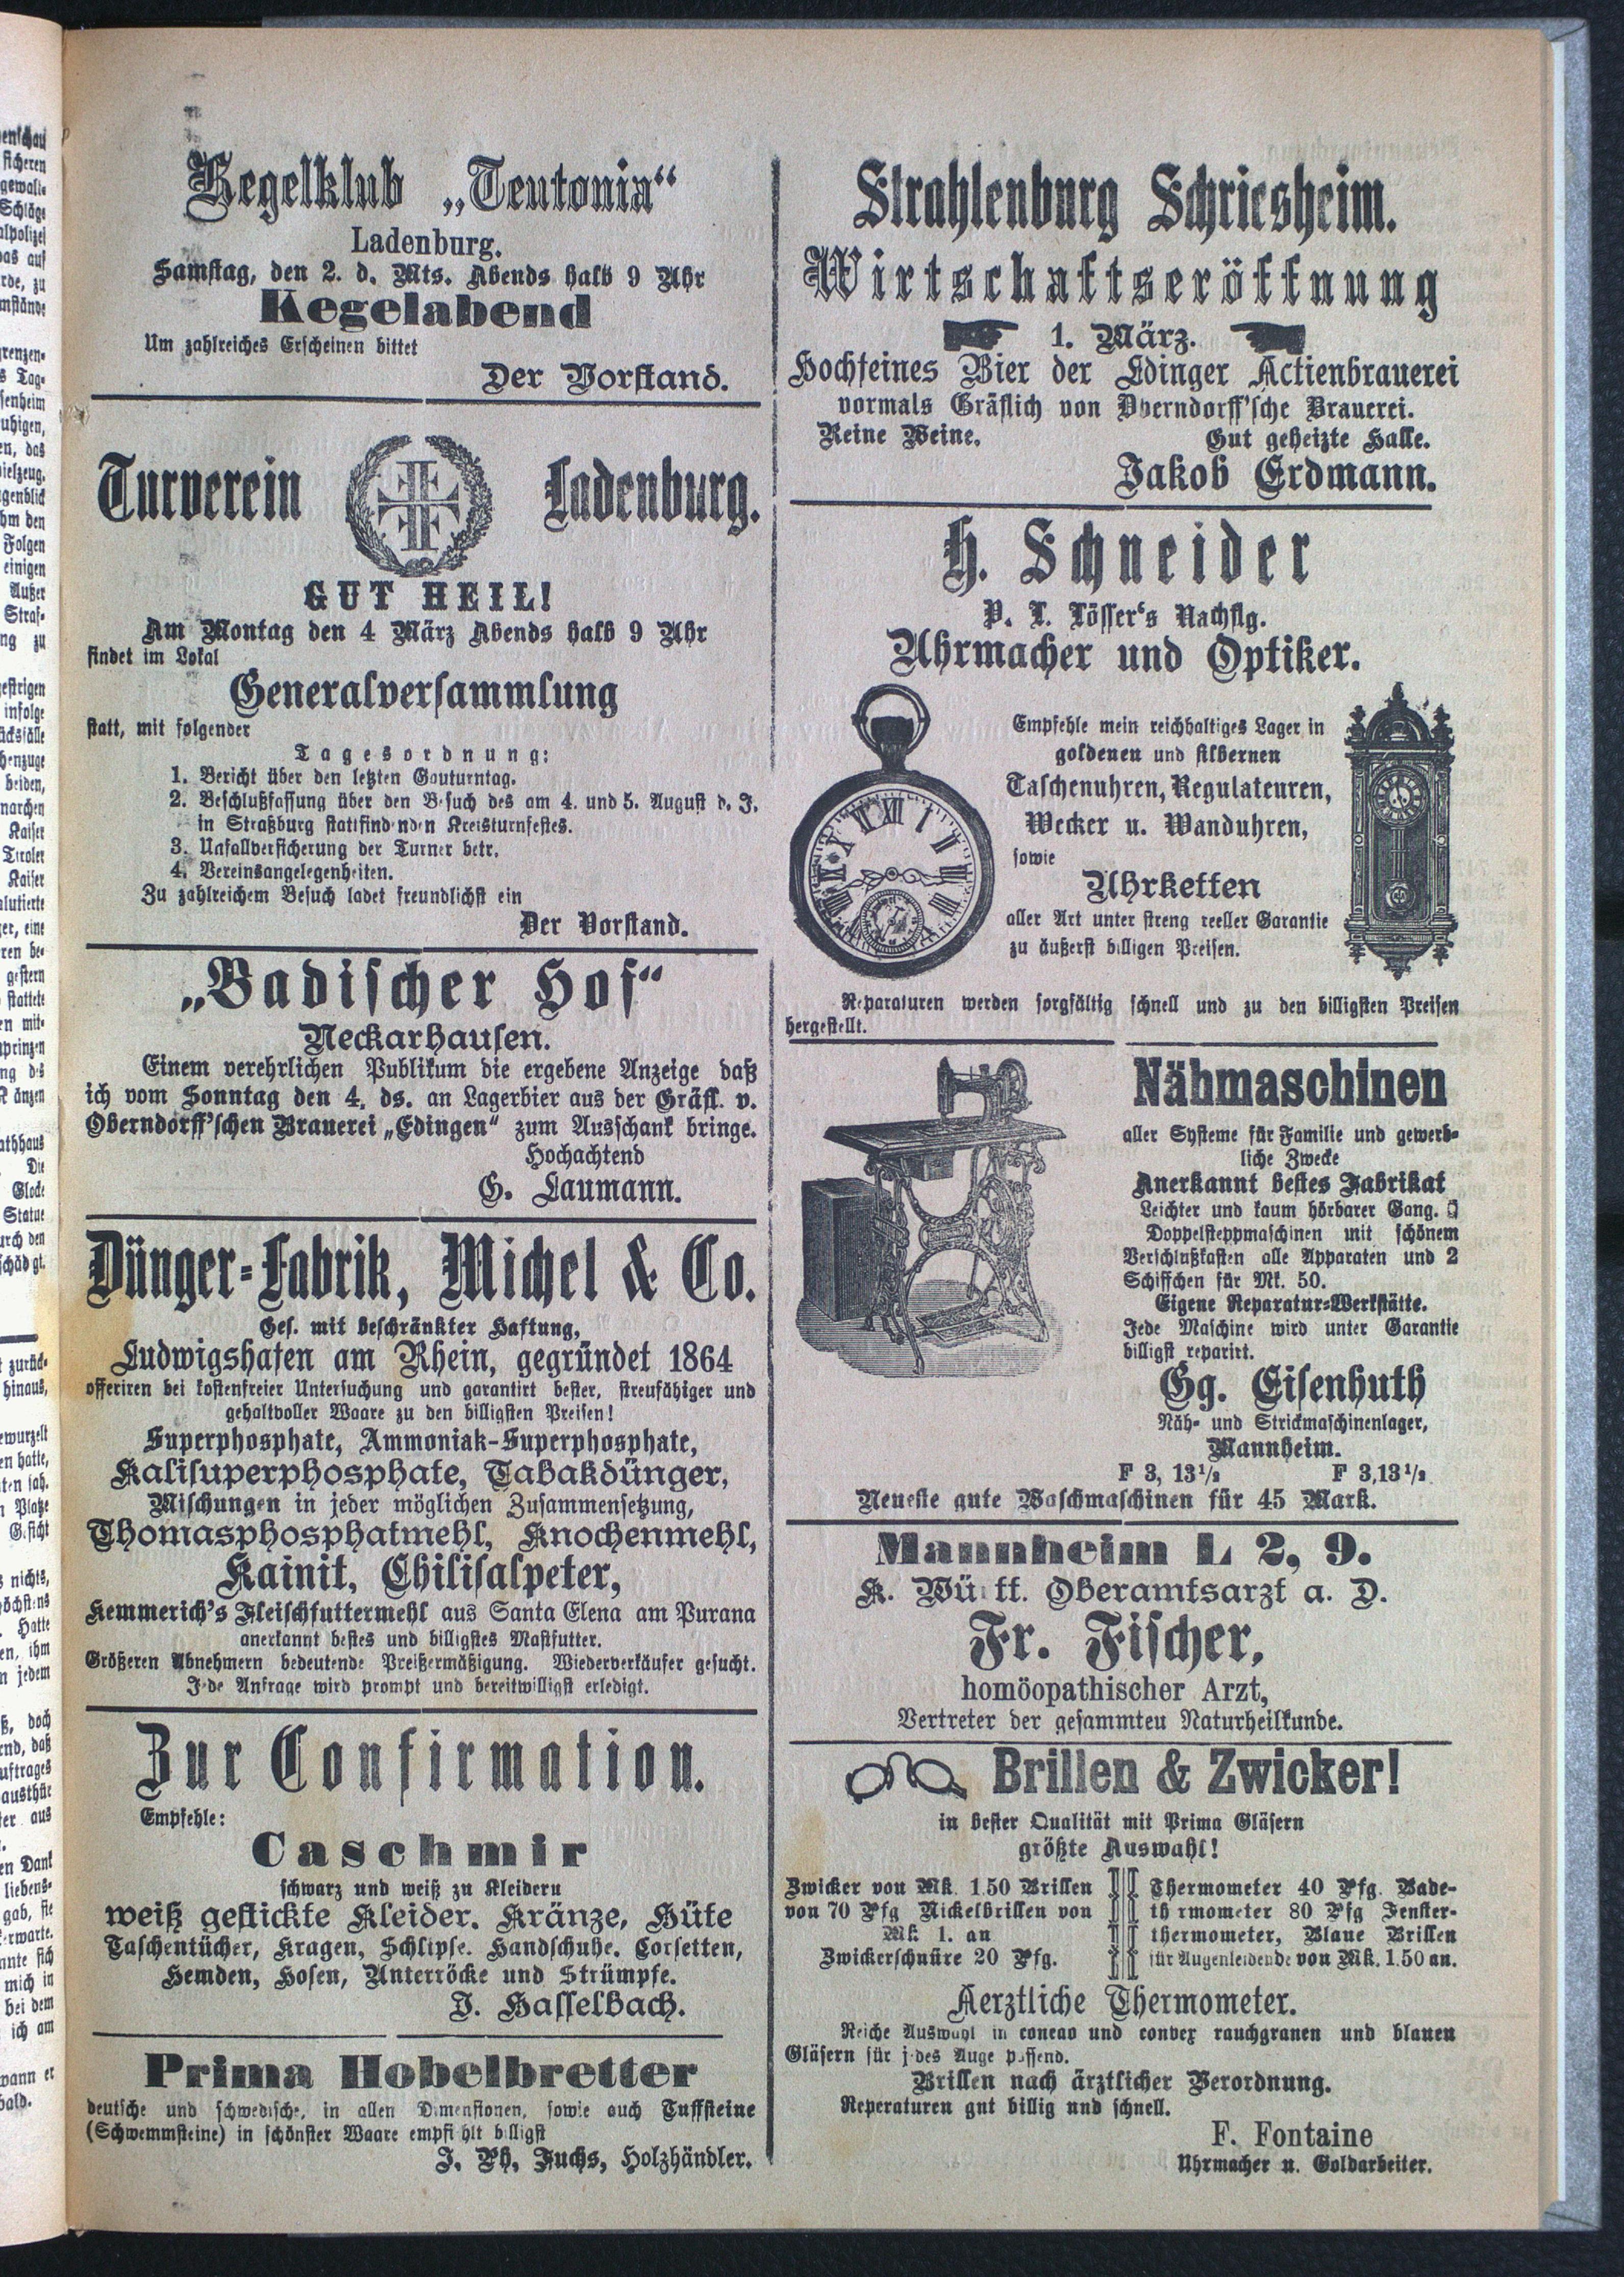 Kegelklub „Teutonia“
Ladenburg.
Samstag, den 2. d. Mts. Abends halb 9 Uhr
Kegelabend
Um zahlreiches Erscheinen bittet
Der Vorstand.
Turverein Ladenburg.
GUT HEIL!
Am Montag den 4 März Abends halb 9 Uhr
findet im Lokal
Generalversammlung
statt, mit folgender
Tagesordnung:
1. Bericht über den letzten Gauturntag.
2. Beschlußfassung über den Besuch des am 4. und 5. August d. J.
in Straßburg stattfindenden Kreisturnfestes.
3. Unfallversicherung der Turner betr.
4. Vereinsangelegenheiten.
Zu zahlreichem Besuch ladet freundlichst ein
Der Vorstand.
„Badischer Hof“
Neckarhausen.
Einem verehrlichen Publikum die ergebene Anzeige daß
ich vom Sonntag den 4. ds. an Lagerbier aus der Gräfl. v.
Oberndorff'schen Brauerei „Edingen“ zum Ausschank bringe.
Hochachtend
G. Laumann.
Dünger-Fabrik, Michel & Co.
Ges. mit beschränkter Haftung,
Ludwigshafen am Rhein, gegründet 1864
offeriren bei kostenfreier Untersuchung und garantirt bester, streufähiger und
gehaltvoller Waare zu den billigsten Preisen!
Superphosphate, Ammoniak-Superphosphate,
Kalisuperphosphate, Tabakdünger,
Mischungen in jeder möglichen Zusammensetzung,
Thomasphosphatmehl, Knochenmehl,
Kainit, Chilisalpeter,
Kemmerich's Fleischfuttermehl aus Santa Elena am Purana
anerkannt bestes und billigstes Mastfutter.
Größeren Abnehmern bedeutende Preißermäßigung. Wiederverkäufer gesucht.
Jede Anfrage wird prompt und bereitwilligst erledigt.
Zur Confirmation.
Empfehle:
Caschmir
schwarz und weiß zu Kleidern
weiß gestickte Kleider. Kränze, Hüte
Taschentücher, Kragen, Schlipse. Handschuhe. Corsetten,
Hemden, Hosen, Unterröcke und Strümpfe.
J. Hasselbach.
Prima Hobelbretter
deutsche und schwedische, in allen Dimensionen, sowie auch Tuffsteine
(Schwemmsteine) in schönster Waare empfiehlt billigst
J. Ph. Fuchs, Holzhändler.
Strahlenburg Schriesheim.
Wirtschaftseröffnung
1. März.
Hochfeines Bier der Edinger Actienbrauerei
vormals Gräflich von Oberndorff'sche Brauerei.
Reine Weine. Gut geheizte Halle.
Jakob Erdmann.
H. Schneider
P. L. Löffer's Nachflg.
Uhrmacher und Optiker.
Empfehle mein reichhaltiges Lager in
goldenen und silbernen
Taschenuhren, Regulateuren,
Wecker u. Wanduhren,
sowie
Uhrketten
aller Art unter streng reeller Garantie
zu äußerst billigen Preisen.
Reparaturen werden sorgfältig schnell und zu den billigsten Preisen
hergestellt.
Nähmaschinen
aller Systeme für Familie und gewerb-
liche Zwecke
Anerkannt bestes Fabrikat
Leichter und kaum hörbarer Gang.
Doppelsteppmaschinen mit schönem
Verschlußkasten alle Apparaten und 2
Schiffchen für Mk. 50.
Eigene Reparatur-Werkstätte.
Jede Maschine wird unter Garantie
billigst reparirt.
Gg. Eisenhuth
Näh- und Strickmaschinenlager,
Mannheim.
F 3, 13½ F 3,13½
Neueste gute Waschmaschinen für 45 Mark.
Mannheim L 2, 9.
K. Württ. Oberamtsarzt a. D.
Fr. Fischer,
homöopathischer Arzt,
Vertreter der gesammten Naturheilkunde.
Brillen & Zwicker!
in bester Qualität mit Prima Gläsern
größte Auswahl!
Zwicker von Mk. 1.50 Brillen
von 70 Pfg Nickelbrillen von
Mk 1. an
Zwickerschnüre 20 Pfg.
Thermometer 40 Pfg. Bade-
thermometer 80 Pfg Fenster-
thermometer, Blaue Brillen
für Augenleidende von Mk. 1.50 an.
Aerztliche Thermometer.
Reiche Auswahl in concao und convex rauchgranen und blauen
Gläsern für jedes Auge passend.
Brillen nach ärztlicher Verordnung.
Reperaturen gut billig und schnell.
F. Fontaine
Uhrmacher u. Goldarbeiter.